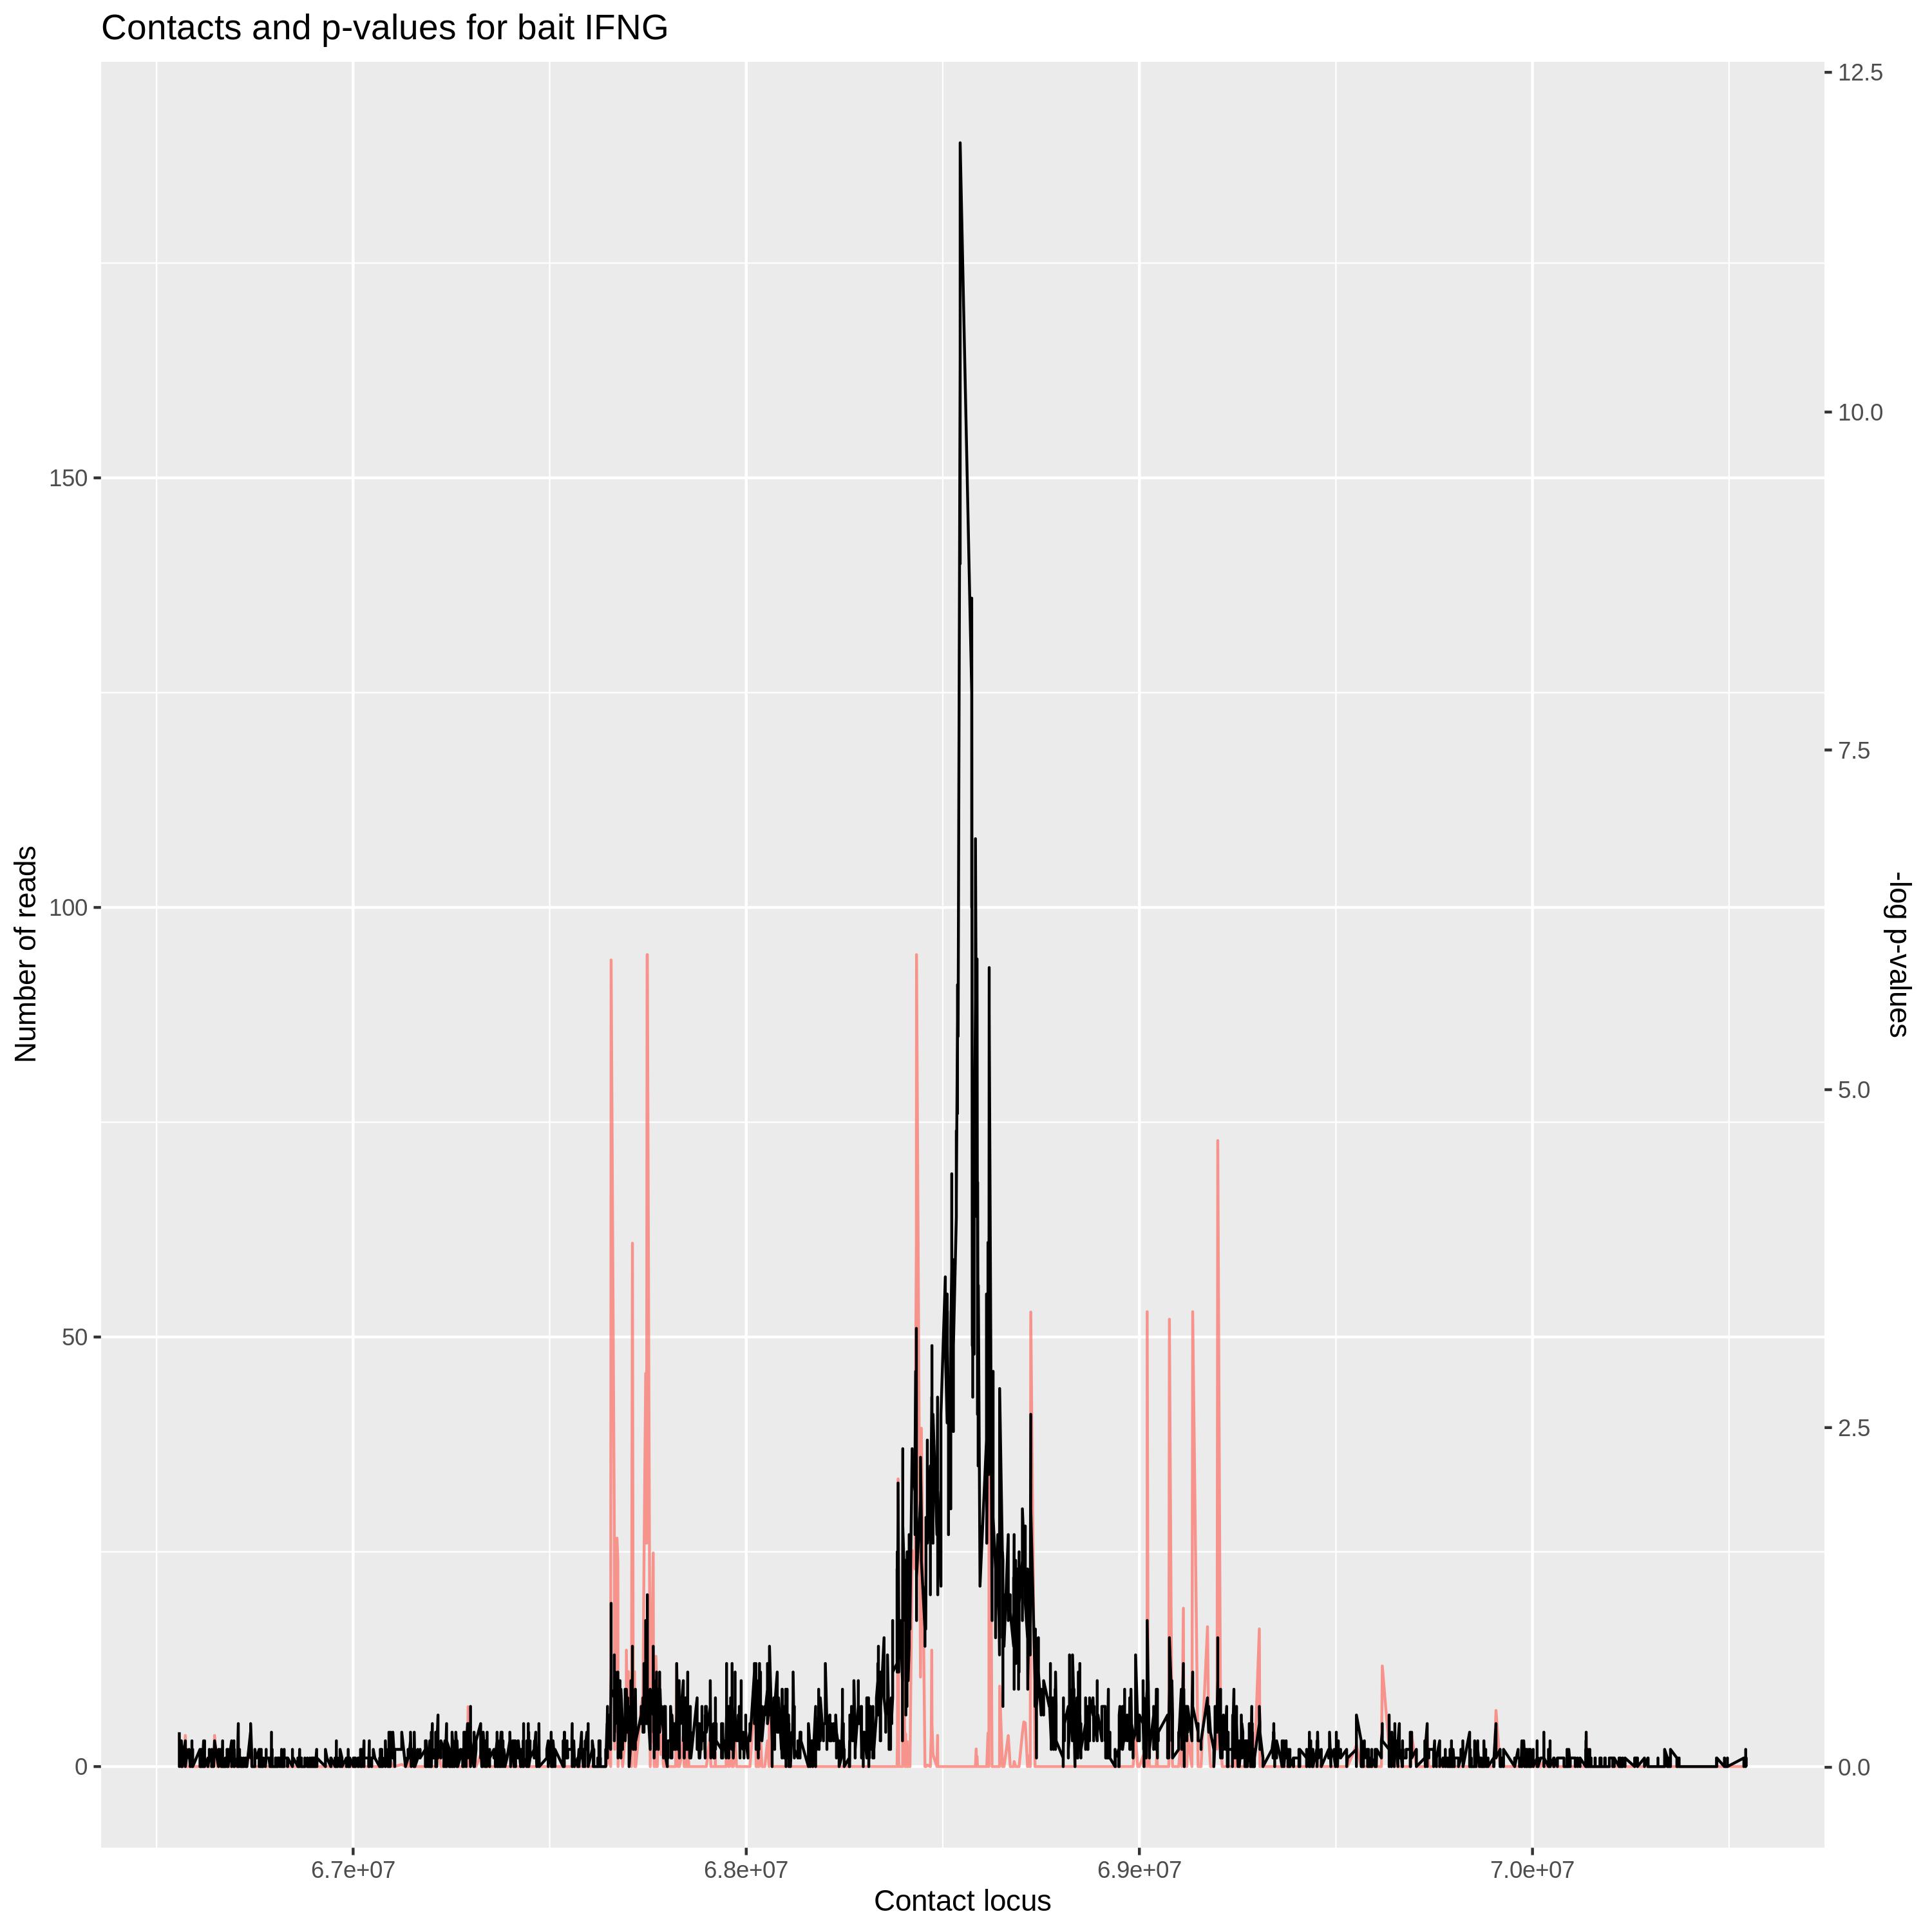 Contacts and p-values for bait IFNG
12.5
10.0
7.5
5.0
2.5
0.0
-log p-values
150
100
50
0
Number of reads
6.7e+07
6.8e+07
6.9e+07
7.0e+07
Contact locus